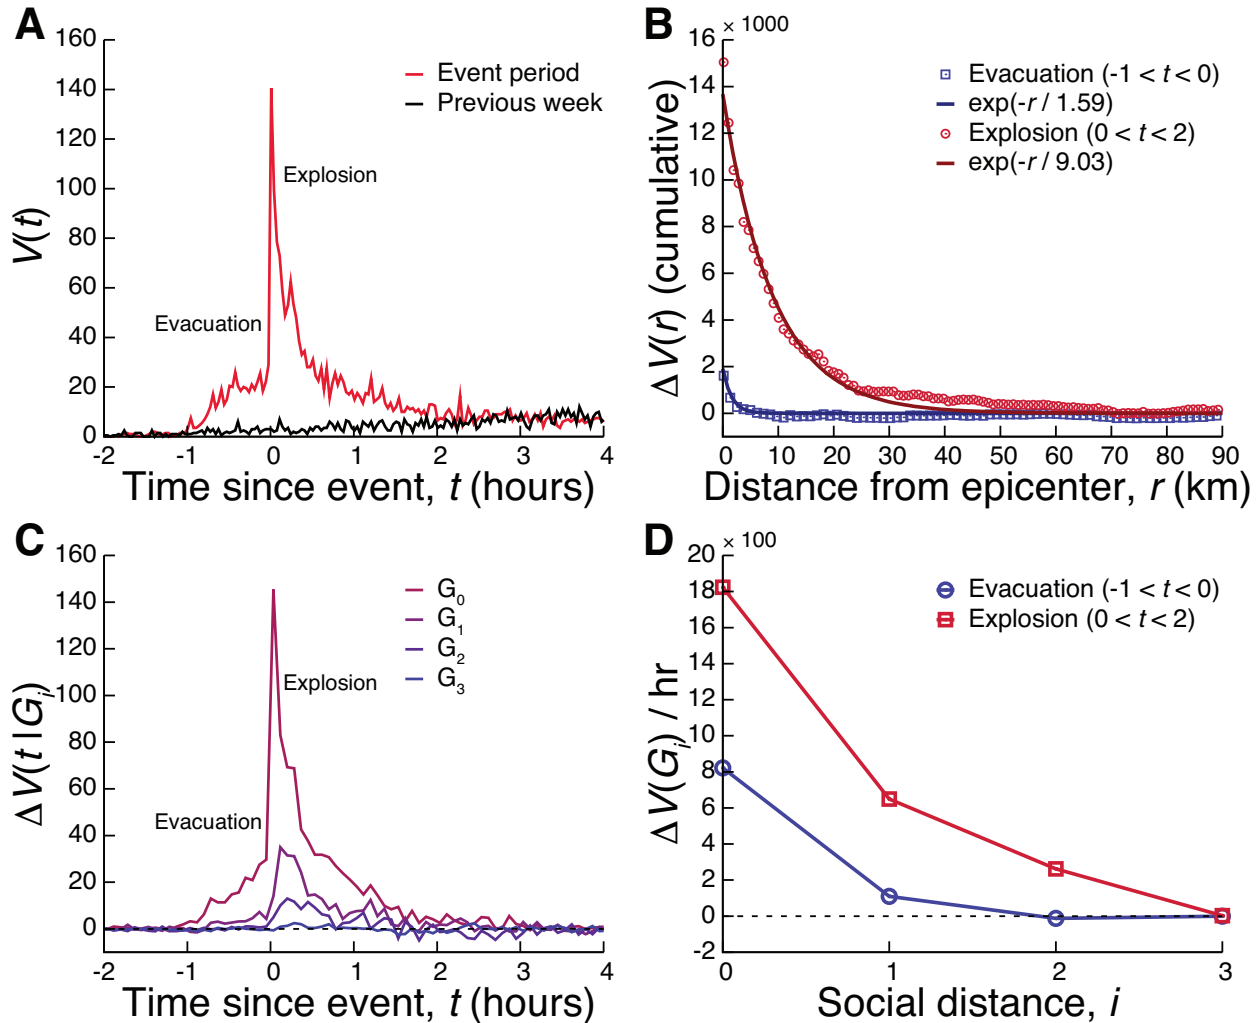 A
160
140
120
100
80
60
40
20
0
V(t)
Event period
Previous week
Explosion
Evacuation
-2 -1 0 1 2 3 4
Time since event, t (hours)
B
× 1000
16
14
12
10
8
6
4
2
0
ΔV(r) (cumulative)
Evacuation (-1 < t < 0)
exp(-r / 1.59)
Explosion (0 < t < 2)
exp(-r / 9.03)
0 10 20 30 40 50 60 70 80 90
Distance from epicenter, r (km)
C
160
140
120
100
80
60
40
20
0
ΔV(t | G_i)
G_0
G_1
G_2
G_3
Explosion
Evacuation
-2 -1 0 1 2 3 4
Time since event, t (hours)
D
× 100
20
18
16
14
12
10
8
6
4
2
0
-2
ΔV(G_i) / hr
Evacuation (-1 < t < 0)
Explosion (0 < t < 2)
0 1 2 3
Social distance, i